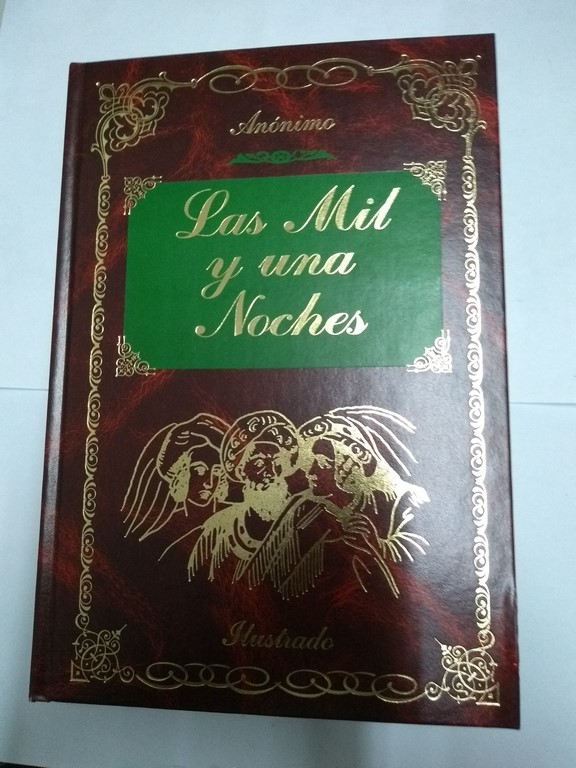 Anónimo
Las Mil
y una
Noches
Ilustrado